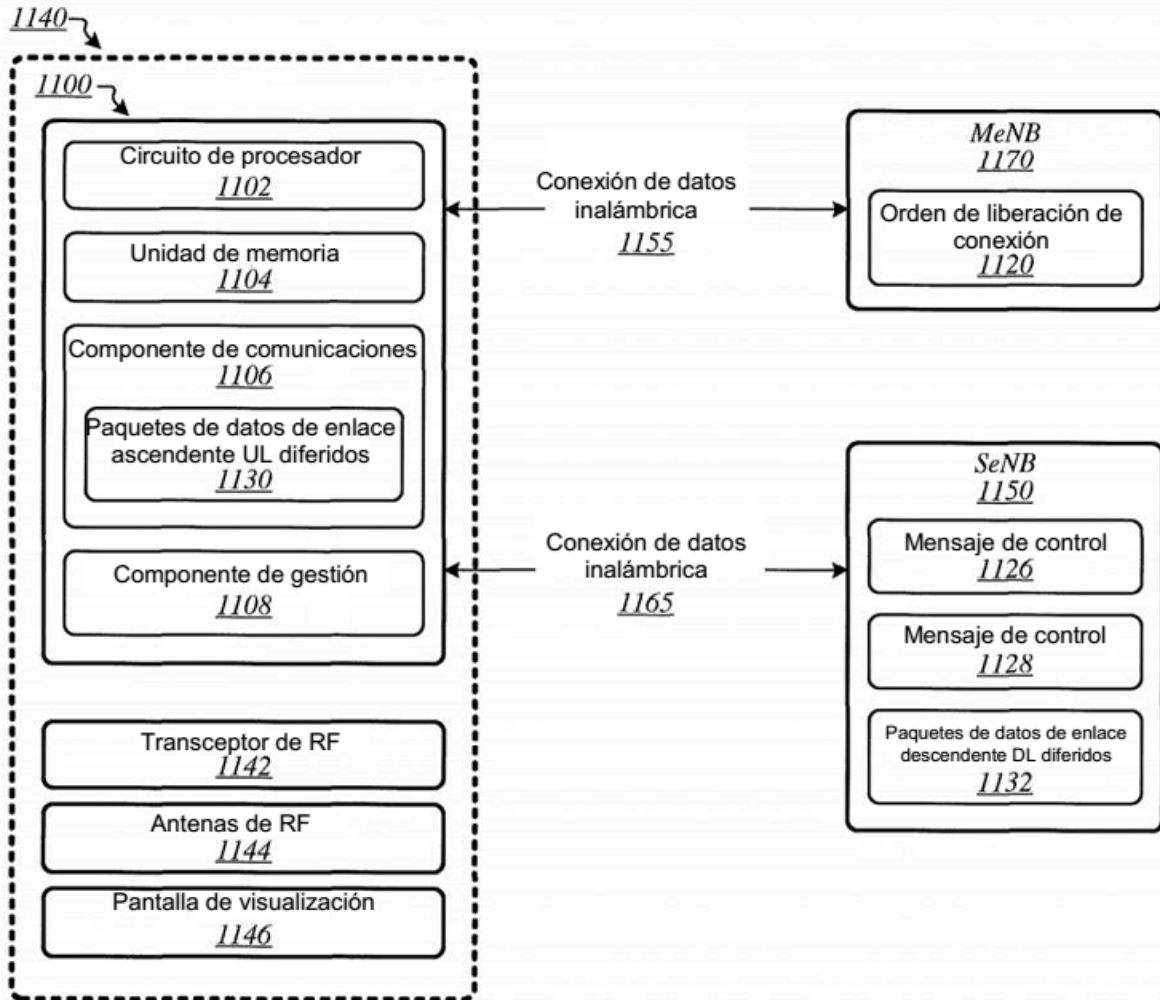 1140
1100
Circuito de procesador
1102
Unidad de memoria
1104
Componente de comunicaciones
1106
Paquetes de datos de enlace
ascendente UL diferidos
1130
Componente de gestión
1108
Transceptor de RF
1142
Antenas de RF
1144
Pantalla de visualización
1146
Conexión de datos
inalámbrica
1155
Conexión de datos
inalámbrica
1165
MeNB
1170
Orden de liberación de
conexión
1120
SeNB
1150
Mensaje de control
1126
Mensaje de control
1128
Paquetes de datos de enlace
descendente DL diferidos
1132